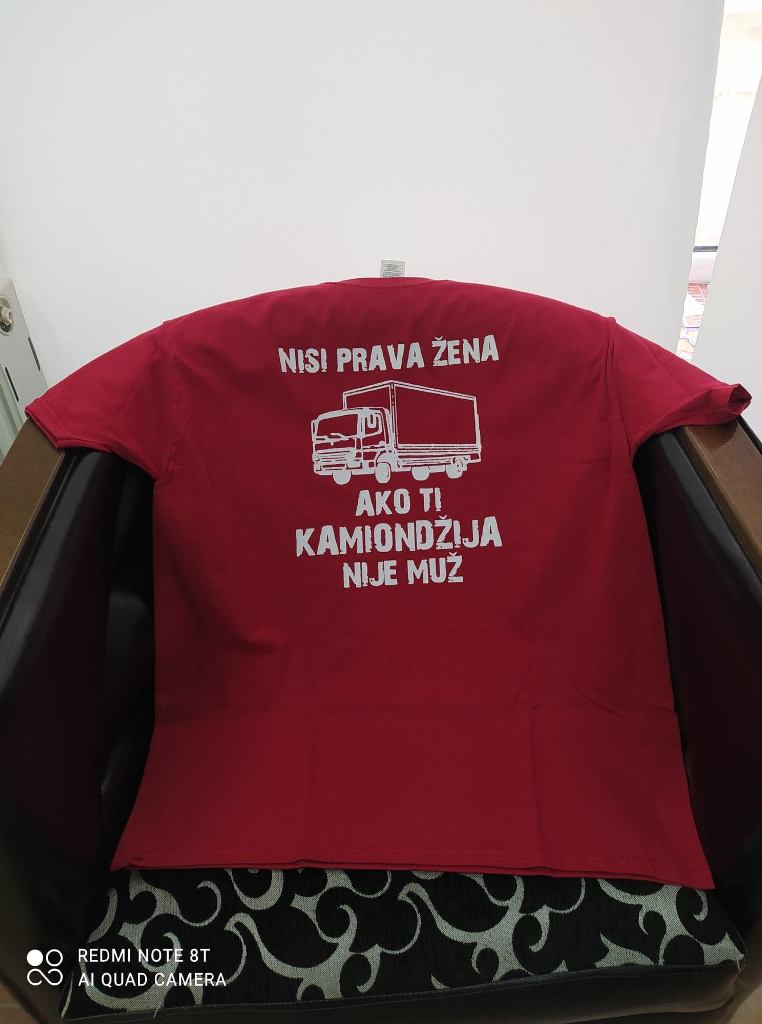 NISI PRAVA ŽENA
AKO TI
KAMIONDŽIJA
NIJE MUŽ
REDMI NOTE 8T
AI QUAD CAMERA